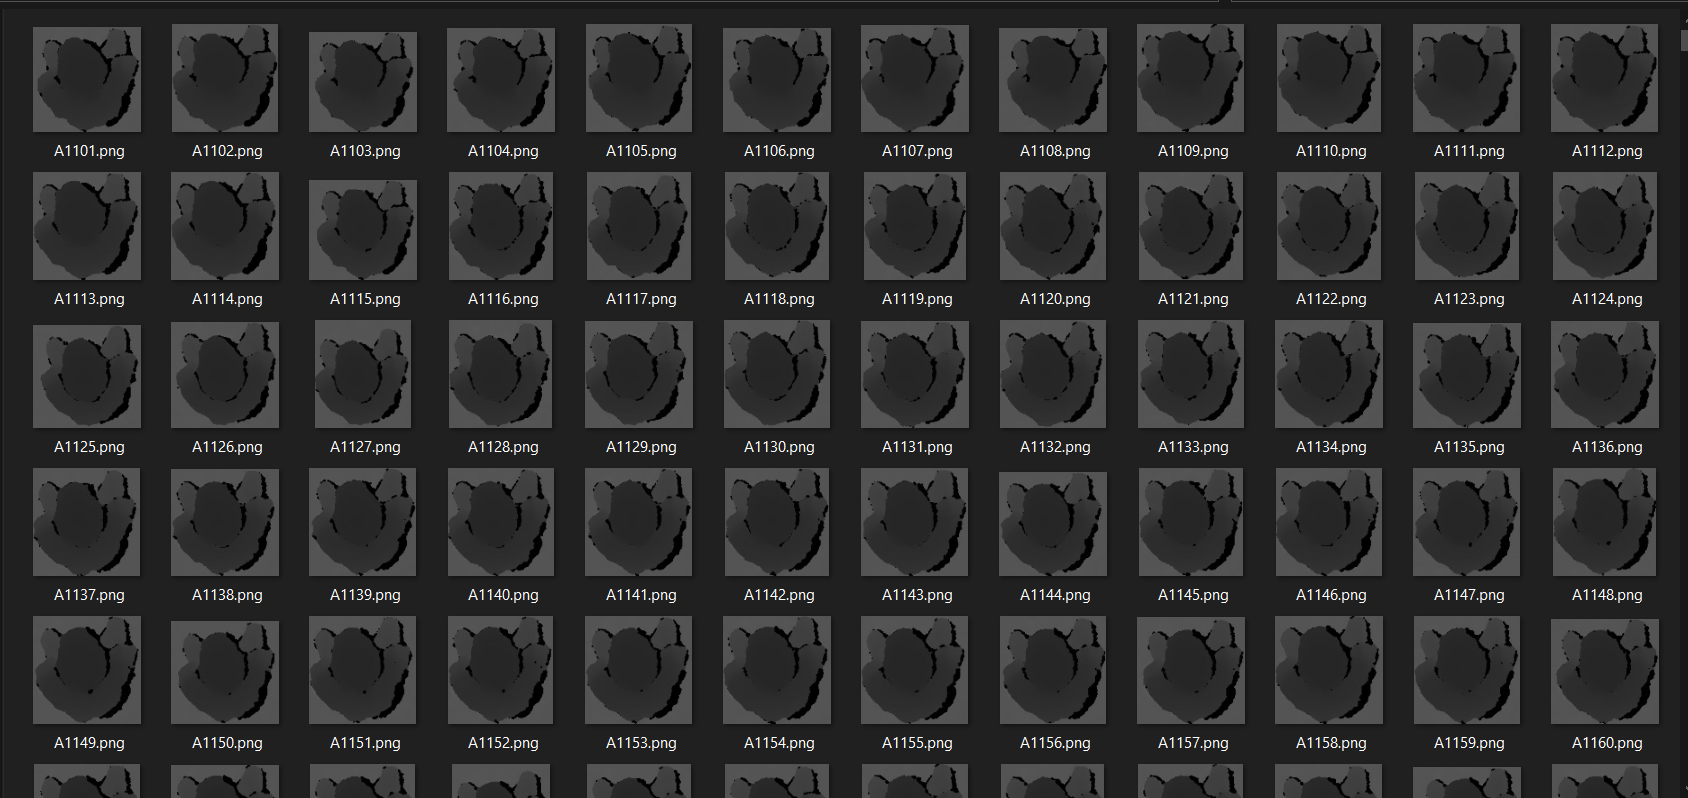 A1101.png A1102.png A1103.png A1104.png A1105.png A1106.png A1107.png A1108.png A1109.png A1110.png A1111.png A1112.png
A1113.png A1114.png A1115.png A1116.png A1117.png A1118.png A1119.png A1120.png A1121.png A1122.png A1123.png A1124.png
A1125.png A1126.png A1127.png A1128.png A1129.png A1130.png A1131.png A1132.png A1133.png A1134.png A1135.png A1136.png
A1137.png A1138.png A1139.png A1140.png A1141.png A1142.png A1143.png A1144.png A1145.png A1146.png A1147.png A1148.png
A1149.png A1150.png A1151.png A1152.png A1153.png A1154.png A1155.png A1156.png A1157.png A1158.png A1159.png A1160.png